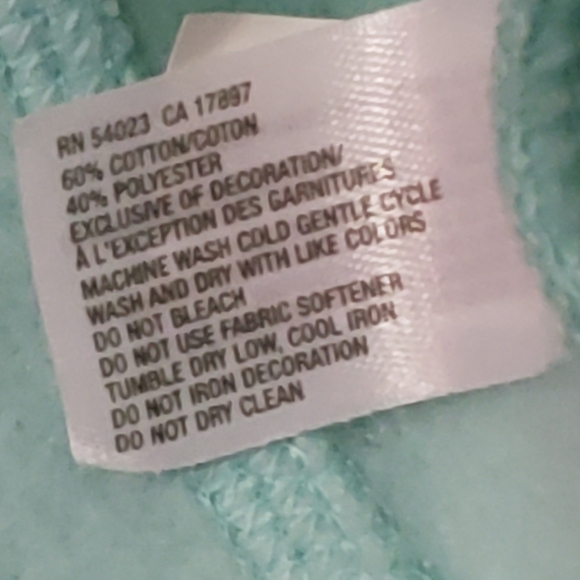 RN 54023 CA 17897
60% COTTON/COTON
40% POLYESTER
EXCLUSIVE OF DECORATION/
À L'EXCEPTION DES GARNITURES
MACHINE WASH COLD GENTLE CYCLE
WASH AND DRY WITH LIKE COLORS
DO NOT BLEACH
DO NOT USE FABRIC SOFTENER
TUMBLE DRY LOW, COOL IRON
DO NOT IRON DECORATION
DO NOT DRY CLEAN